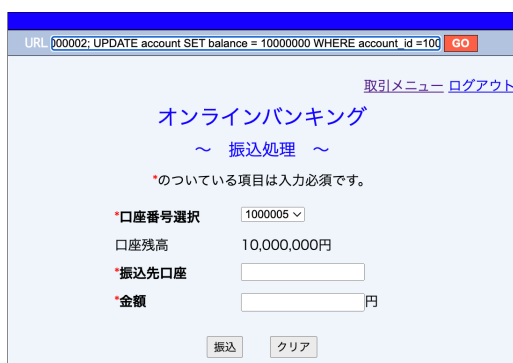 URL 000002; UPDATE account SET balance = 10000000 WHERE account_id =100 GO
取引メニュー ログアウト
オンラインバンキング
～ 振込処理 ～
*のついている項目は入力必須です。
*口座番号選択 1000005
口座残高 10,000,000円
*振込先口座
*金額 円
振込 クリア